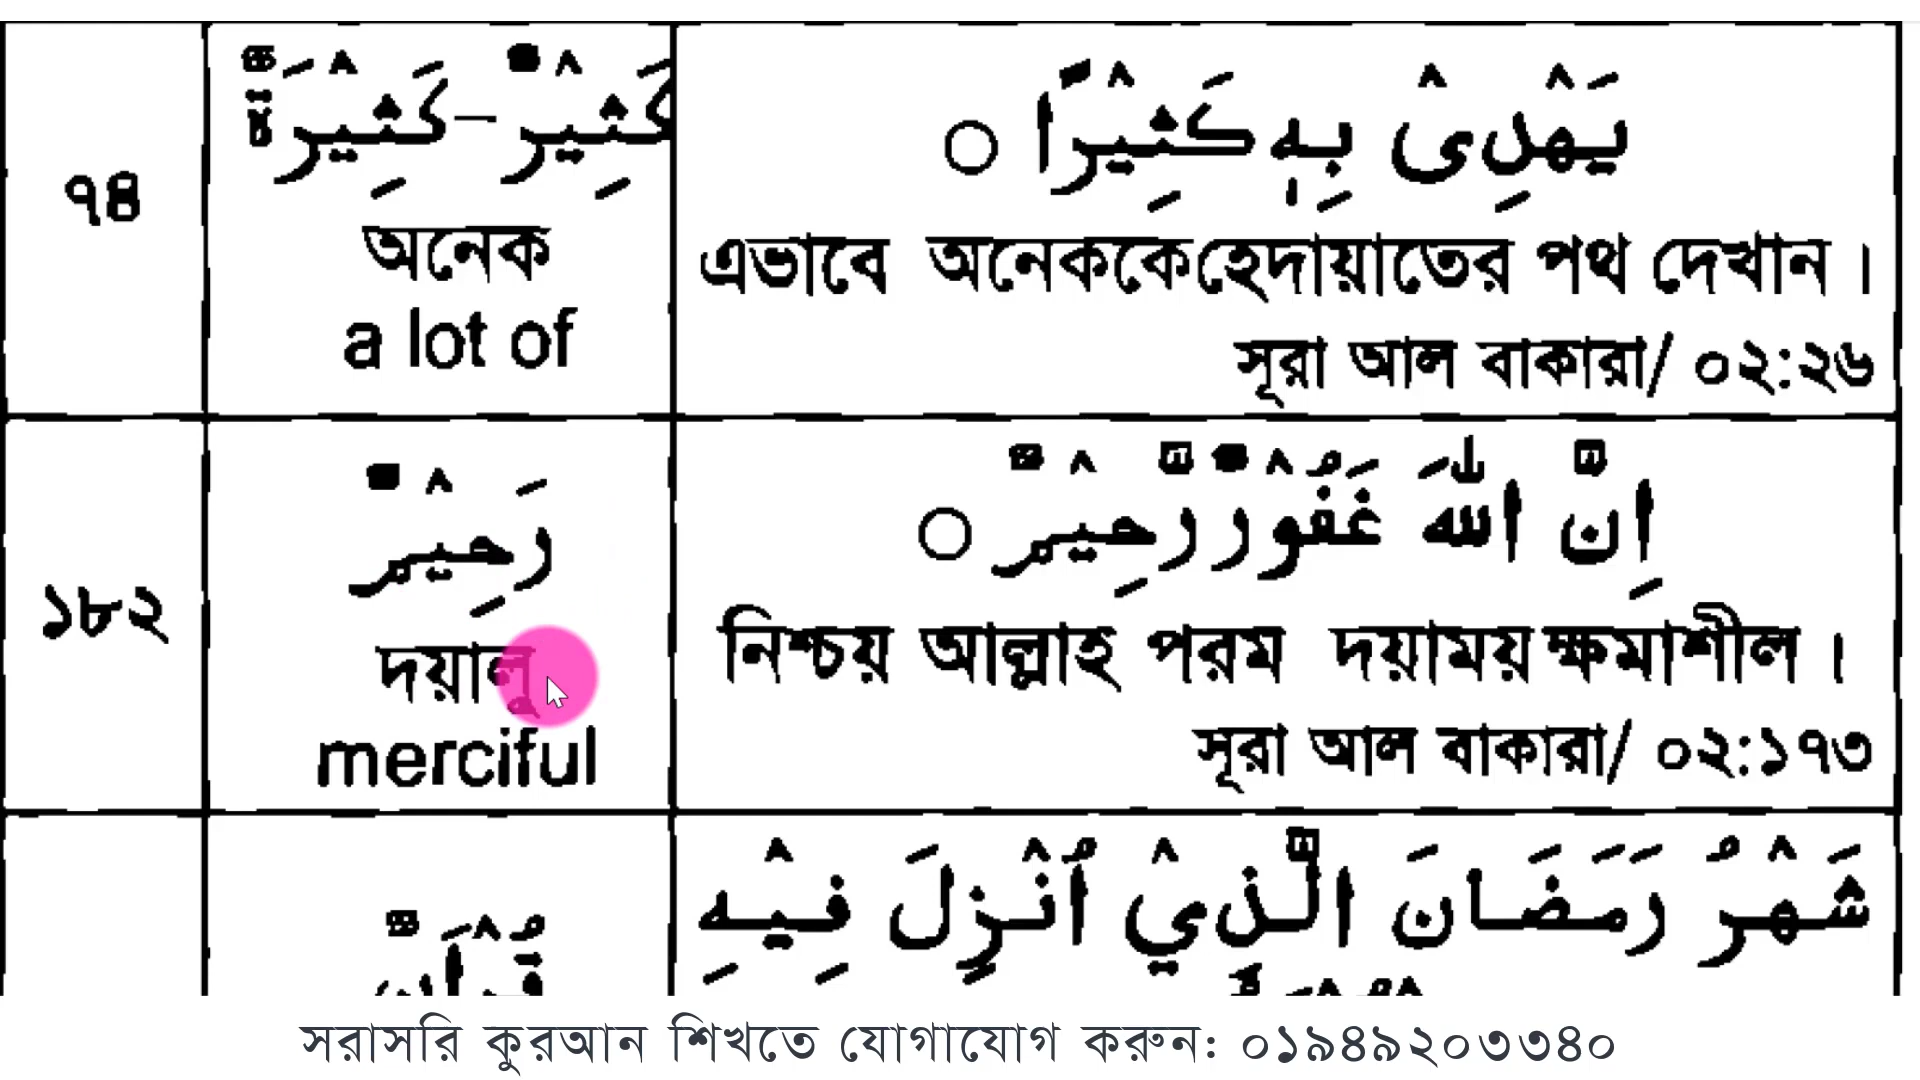 ৭৪
كَثِيْرٌ – كَثِيْرَةٌ
অনেক
a lot of
يَهْدِىْ بِهٖ كَثِيْرًا ○
এভাবে অনেককে হেদায়াতের পথ দেখান ।
সূরা আল বাকারা/ ০২:২৬
১৮২
رَحِيْمٌ
দয়ালু
merciful
اِنَّ اللّٰهَ غَفُوْرٌ رَّحِيْمٌ ○
নিশ্চয় আল্লাহ পরম দয়াময় ক্ষমাশীল ।
সূরা আল বাকারা/ ০২:১৭৩
قُرْاٰنٌ
شَهْرُ رَمَضَانَ الَّذِيْ اُنْزِلَ فِيْهِ
সরাসরি কুরআন শিখতে যোগাযোগ করুন: ০১৯৪৯২০৩৩৪০